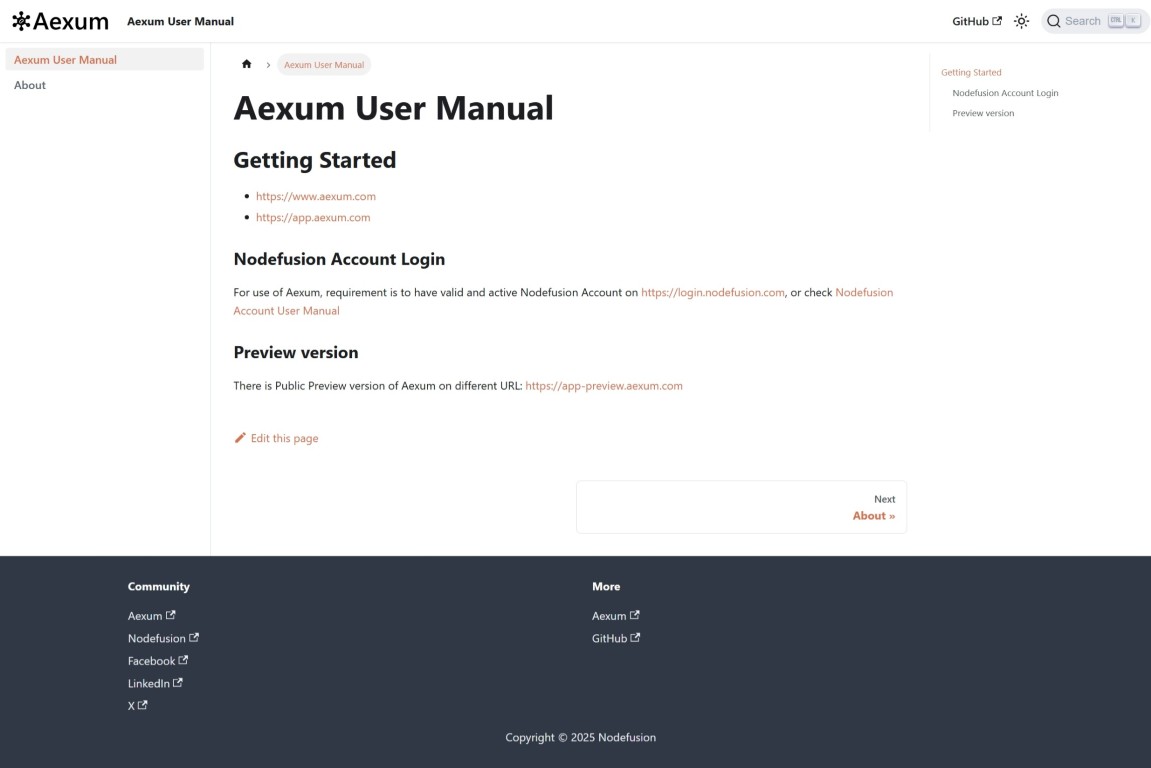 Aexum
Aexum User Manual
GitHub
Search
CTRL K
Aexum User Manual
About
Aexum User Manual
Aexum User Manual
Getting Started
https://www.aexum.com
https://app.aexum.com
Nodefusion Account Login
For use of Aexum, requirement is to have valid and active Nodefusion Account on https://login.nodefusion.com, or check Nodefusion
Account User Manual
Preview version
There is Public Preview version of Aexum on different URL: https://app-preview.aexum.com
Edit this page
Next
About »
Getting Started
Nodefusion Account Login
Preview version
Community
Aexum
Nodefusion
Facebook
LinkedIn
X
More
Aexum
GitHub
Copyright © 2025 Nodefusion